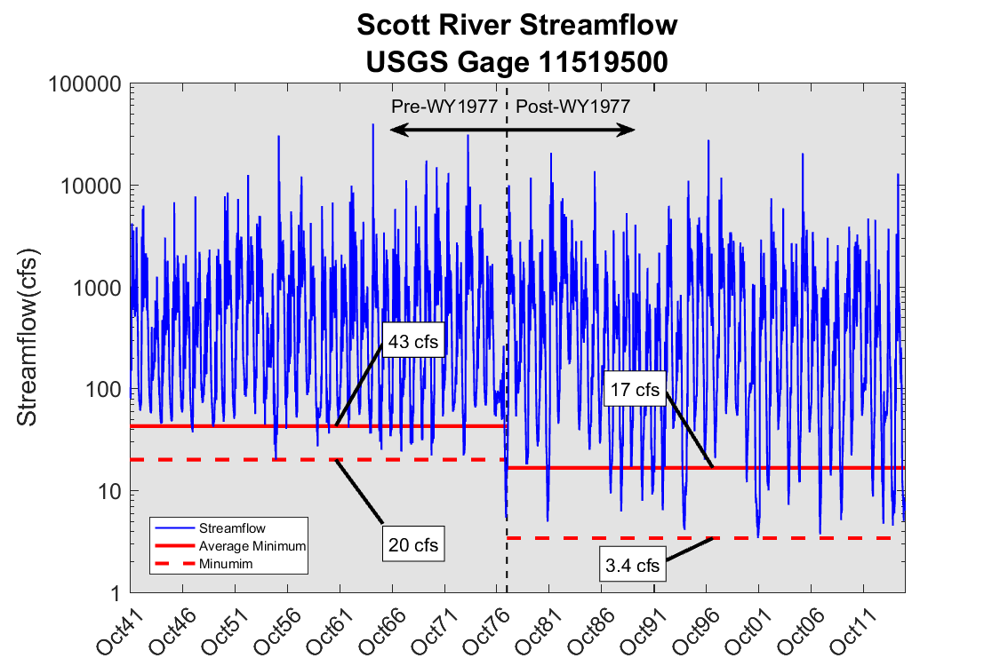 Scott River Streamflow
USGS Gage 11519500
Streamflow(cfs)
100000
10000
1000
100
10
1
Pre-WY1977
Post-WY1977
43 cfs
17 cfs
20 cfs
3.4 cfs
Streamflow
Average Minimum
Minumim
Oct41
Oct46
Oct51
Oct56
Oct61
Oct66
Oct71
Oct76
Oct81
Oct86
Oct91
Oct96
Oct01
Oct06
Oct11